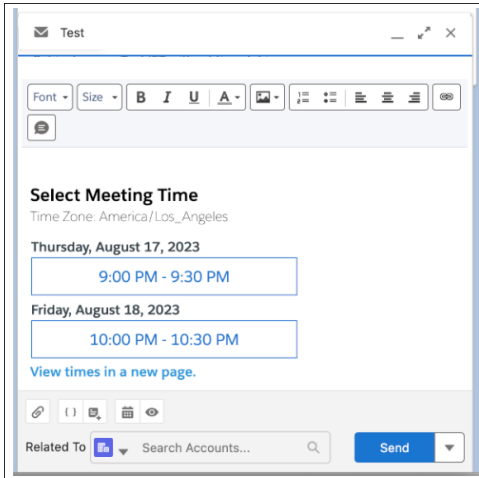 Test
Font Size B I U A
Select Meeting Time
Time Zone: America/Los_Angeles
Thursday, August 17, 2023
9:00 PM - 9:30 PM
Friday, August 18, 2023
10:00 PM - 10:30 PM
View times in a new page.
Related To Search Accounts... Send